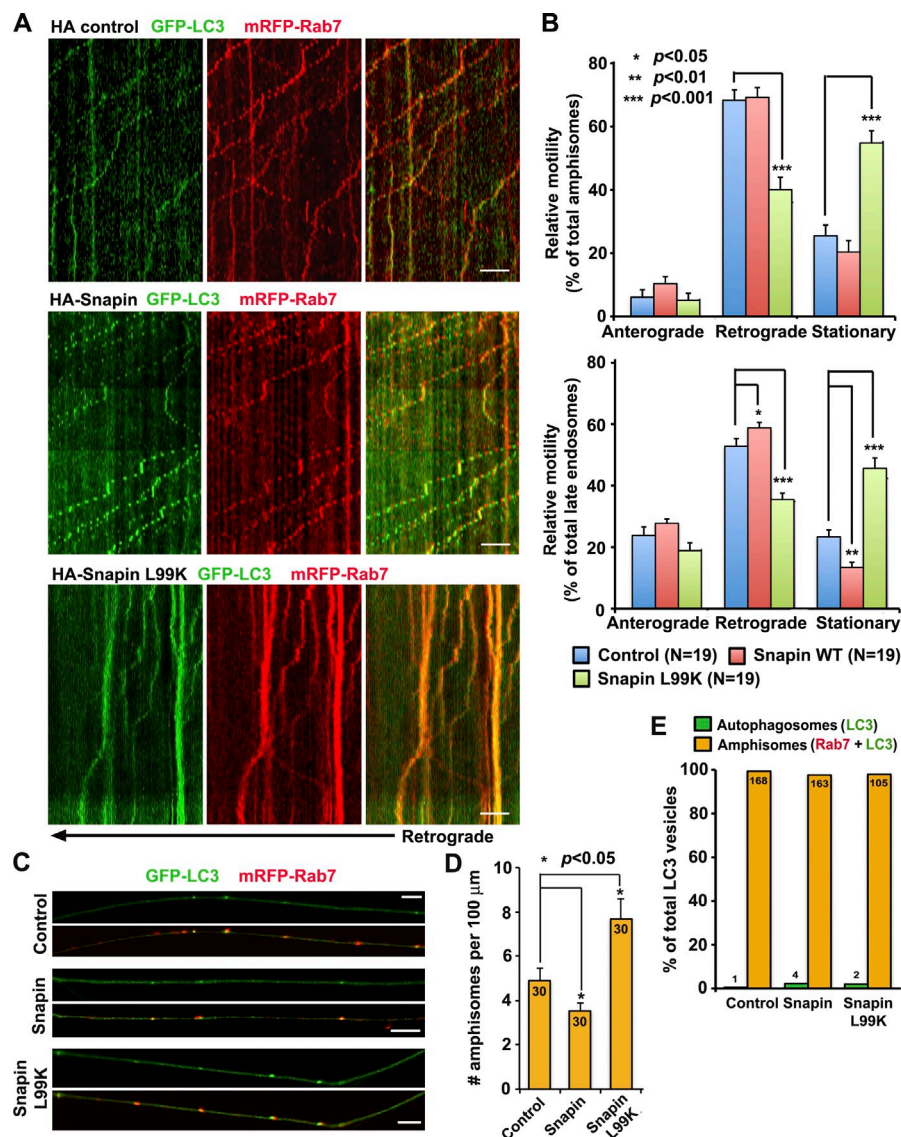 A
HA control GFP-LC3 mRFP-Rab7
HA-Snapin GFP-LC3 mRFP-Rab7
HA-Snapin L99K GFP-LC3 mRFP-Rab7
Retrograde
B
* p<0.05
** p<0.01
*** p<0.001
Relative motility
(% of total amphisomes)
80
60
40
20
0
***
***
Anterograde Retrograde Stationary
Relative motility
(% of total late endosomes)
80
60
40
20
0
*
***
**
***
Anterograde Retrograde Stationary
Control (N=19) Snapin WT (N=19)
Snapin L99K (N=19)
C
GFP-LC3 mRFP-Rab7
Control
Snapin
Snapin
L99K
D
* p<0.05
# amphisomes per 100 μm
10
8
6
4
2
0
30
*
30
*
30
Control
Snapin
Snapin
L99K
E
Autophagosomes (LC3)
Amphisomes (Rab7 + LC3)
% of total LC3 vesicles
100
80
60
40
20
0
1
168
4
163
2
105
Control Snapin Snapin
L99K